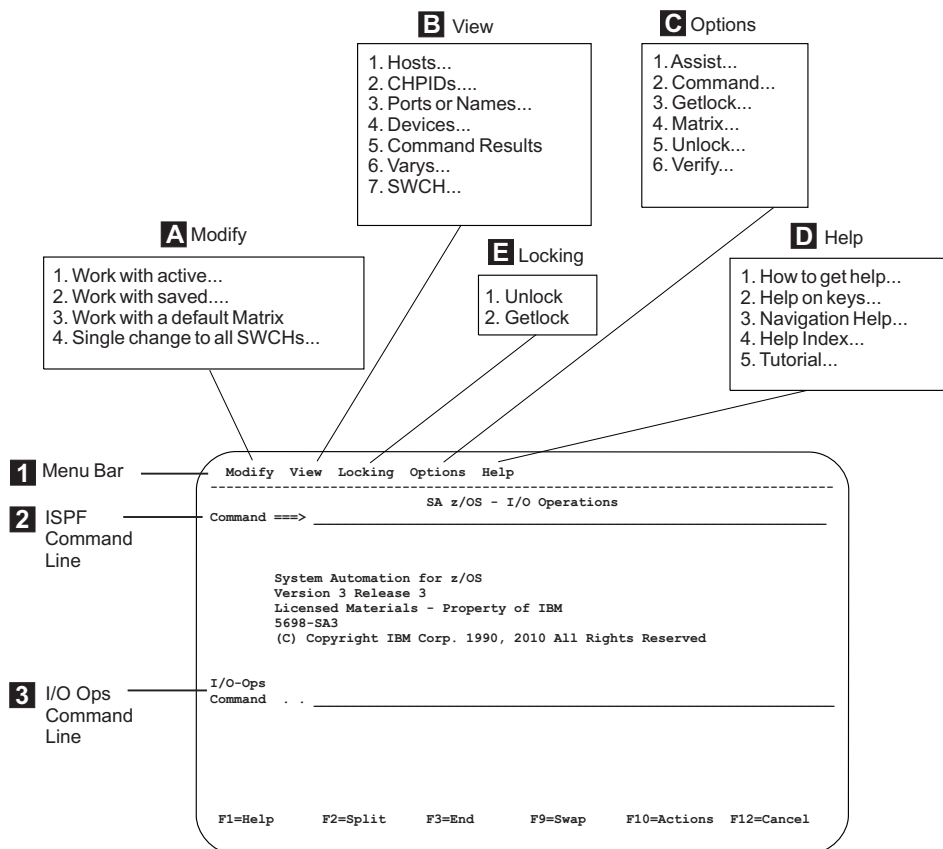 B View
1. Hosts...
2. CHPIDs....
3. Ports or Names...
4. Devices...
5. Command Results
6. Varys...
7. SWCH...
C Options
1. Assist...
2. Command...
3. Getlock...
4. Matrix...
5. Unlock...
6. Verify...
A Modify
1. Work with active...
2. Work with saved....
3. Work with a default Matrix
4. Single change to all SWCHs...
E Locking
1. Unlock
2. Getlock
D Help
1. How to get help...
2. Help on keys...
3. Navigation Help...
4. Help Index...
5. Tutorial...
1 Menu Bar
Modify View Locking Options Help
SA z/OS - I/O Operations
2 ISPF
Command
Line
Command ===>
System Automation for z/OS
Version 3 Release 3
Licensed Materials - Property of IBM
5698-SA3
(C) Copyright IBM Corp. 1990, 2010 All Rights Reserved
3 I/O Ops
Command
Line
I/O-Ops
Command . .
F1=Help F2=Split F3=End F9=Swap F10=Actions F12=Cancel